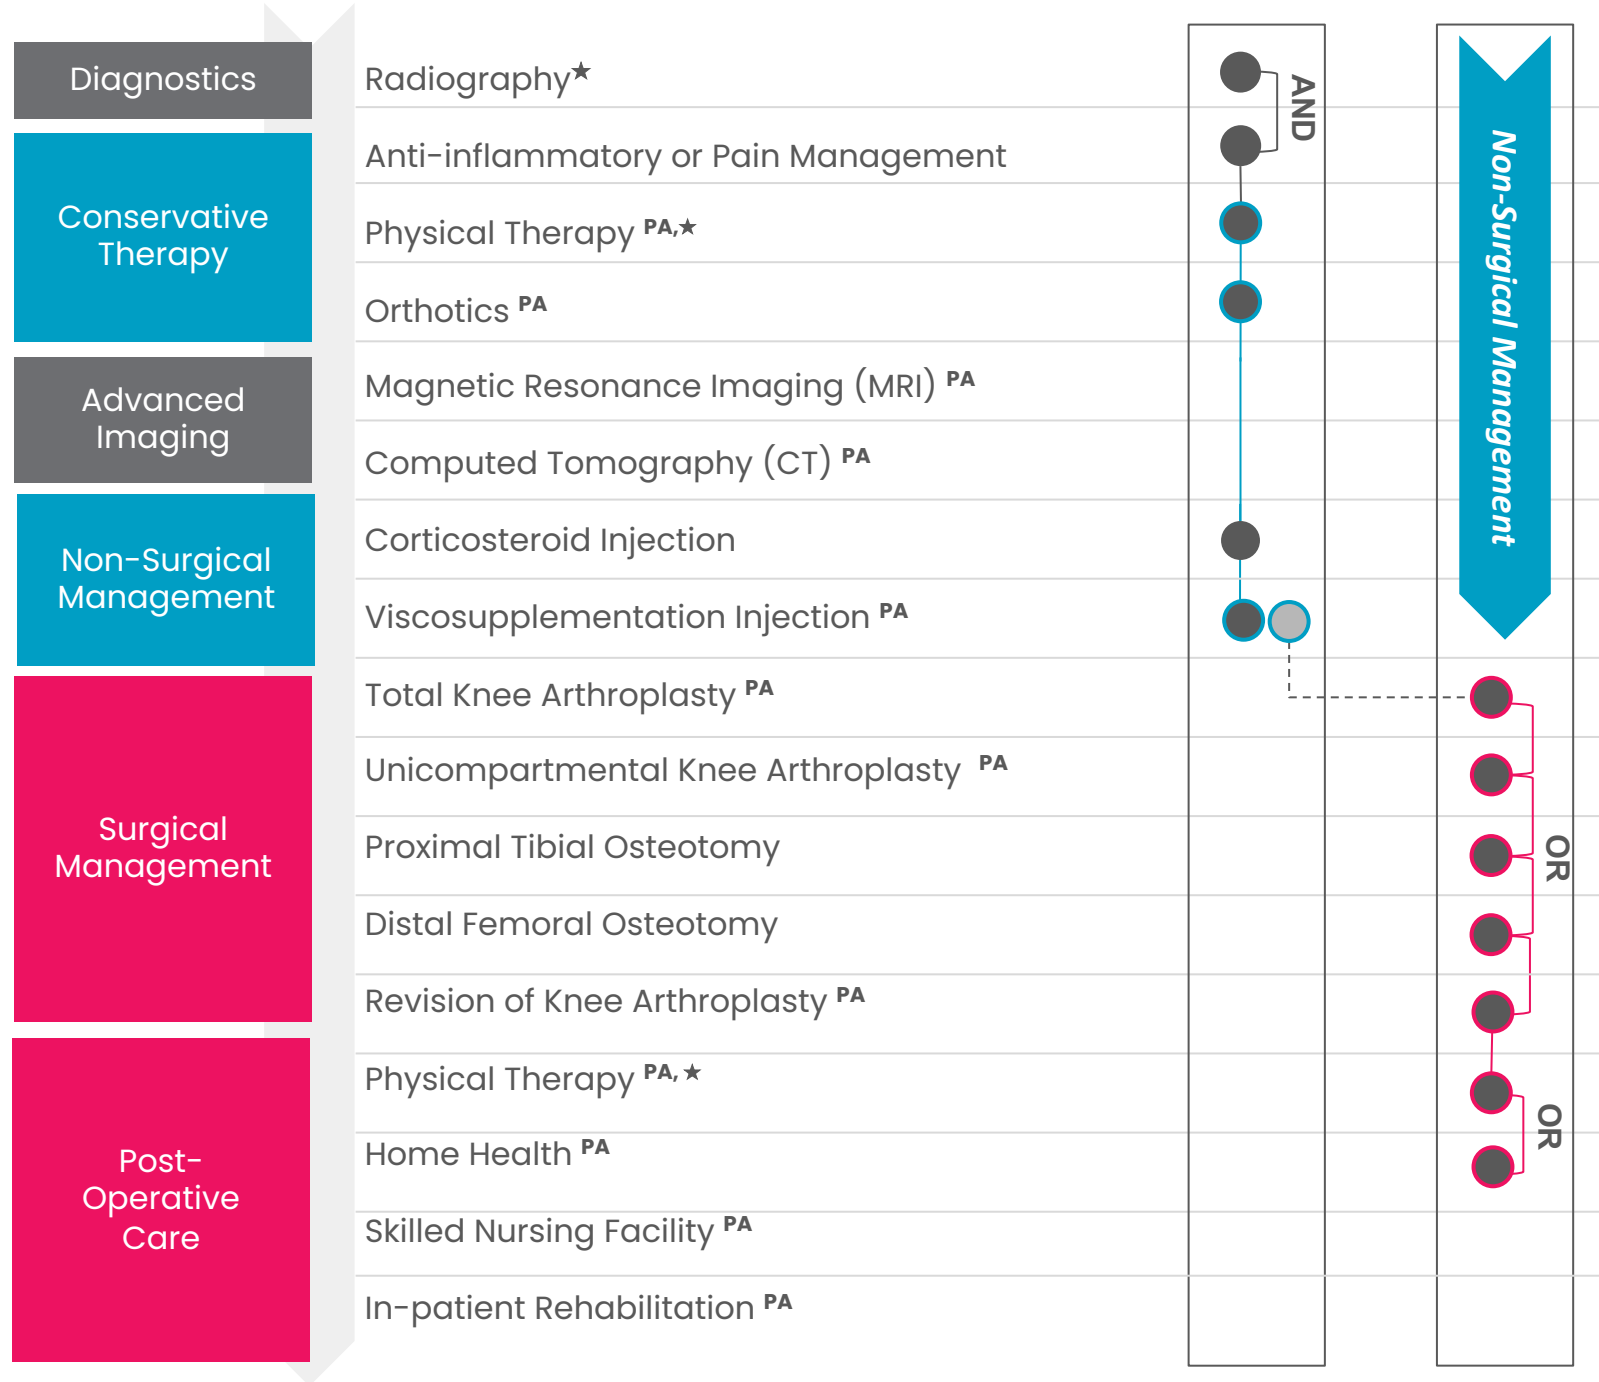 Diagnostics
Radiography★
AND
Anti-inflammatory or Pain Management
Conservative
Therapy
Physical Therapy PA,★
Orthotics PA
Non-Surgical Management
Advanced
Imaging
Magnetic Resonance Imaging (MRI) PA
Computed Tomography (CT) PA
Non-Surgical
Management
Corticosteroid Injection
Viscosupplementation Injection PA
Surgical
Management
Total Knee Arthroplasty PA
Unicompartmental Knee Arthroplasty PA
Proximal Tibial Osteotomy
OR
Distal Femoral Osteotomy
Revision of Knee Arthroplasty PA
Post-
Operative
Care
Physical Therapy PA, ★
OR
Home Health PA
Skilled Nursing Facility PA
In-patient Rehabilitation PA